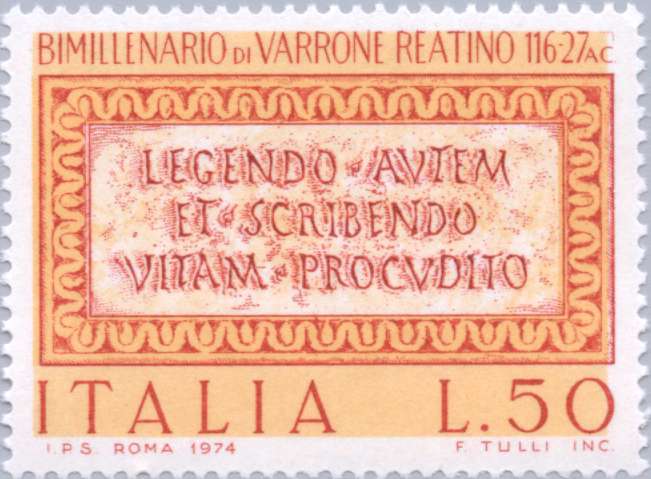 BIMILLENARIO DI VARRONE REATINO 116-27 AC
LEGENDO · AVTEM
ET · SCRIBENDO
VITAM · PROCVDITO
ITALIA L.50
I.P.S. ROMA 1974 F. TULLI INC.